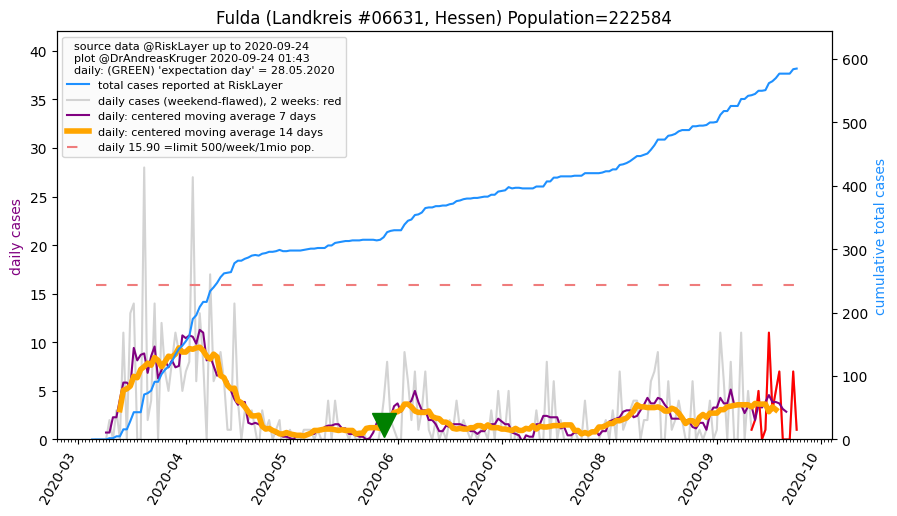 Fulda (Landkreis #06631, Hessen) Population=222584
source data @RiskLayer up to 2020-09-24
plot @DrAndreasKruger 2020-09-24 01:43
daily: (GREEN) 'expectation day' = 28.05.2020
total cases reported at RiskLayer
daily cases (weekend-flawed), 2 weeks: red
daily: centered moving average 7 days
daily: centered moving average 14 days
daily 15.90 =limit 500/week/1mio pop.
daily cases
40
35
30
25
20
15
10
5
0
cumulative total cases
600
500
400
300
200
100
0
2020-03
2020-04
2020-05
2020-06
2020-07
2020-08
2020-09
2020-10